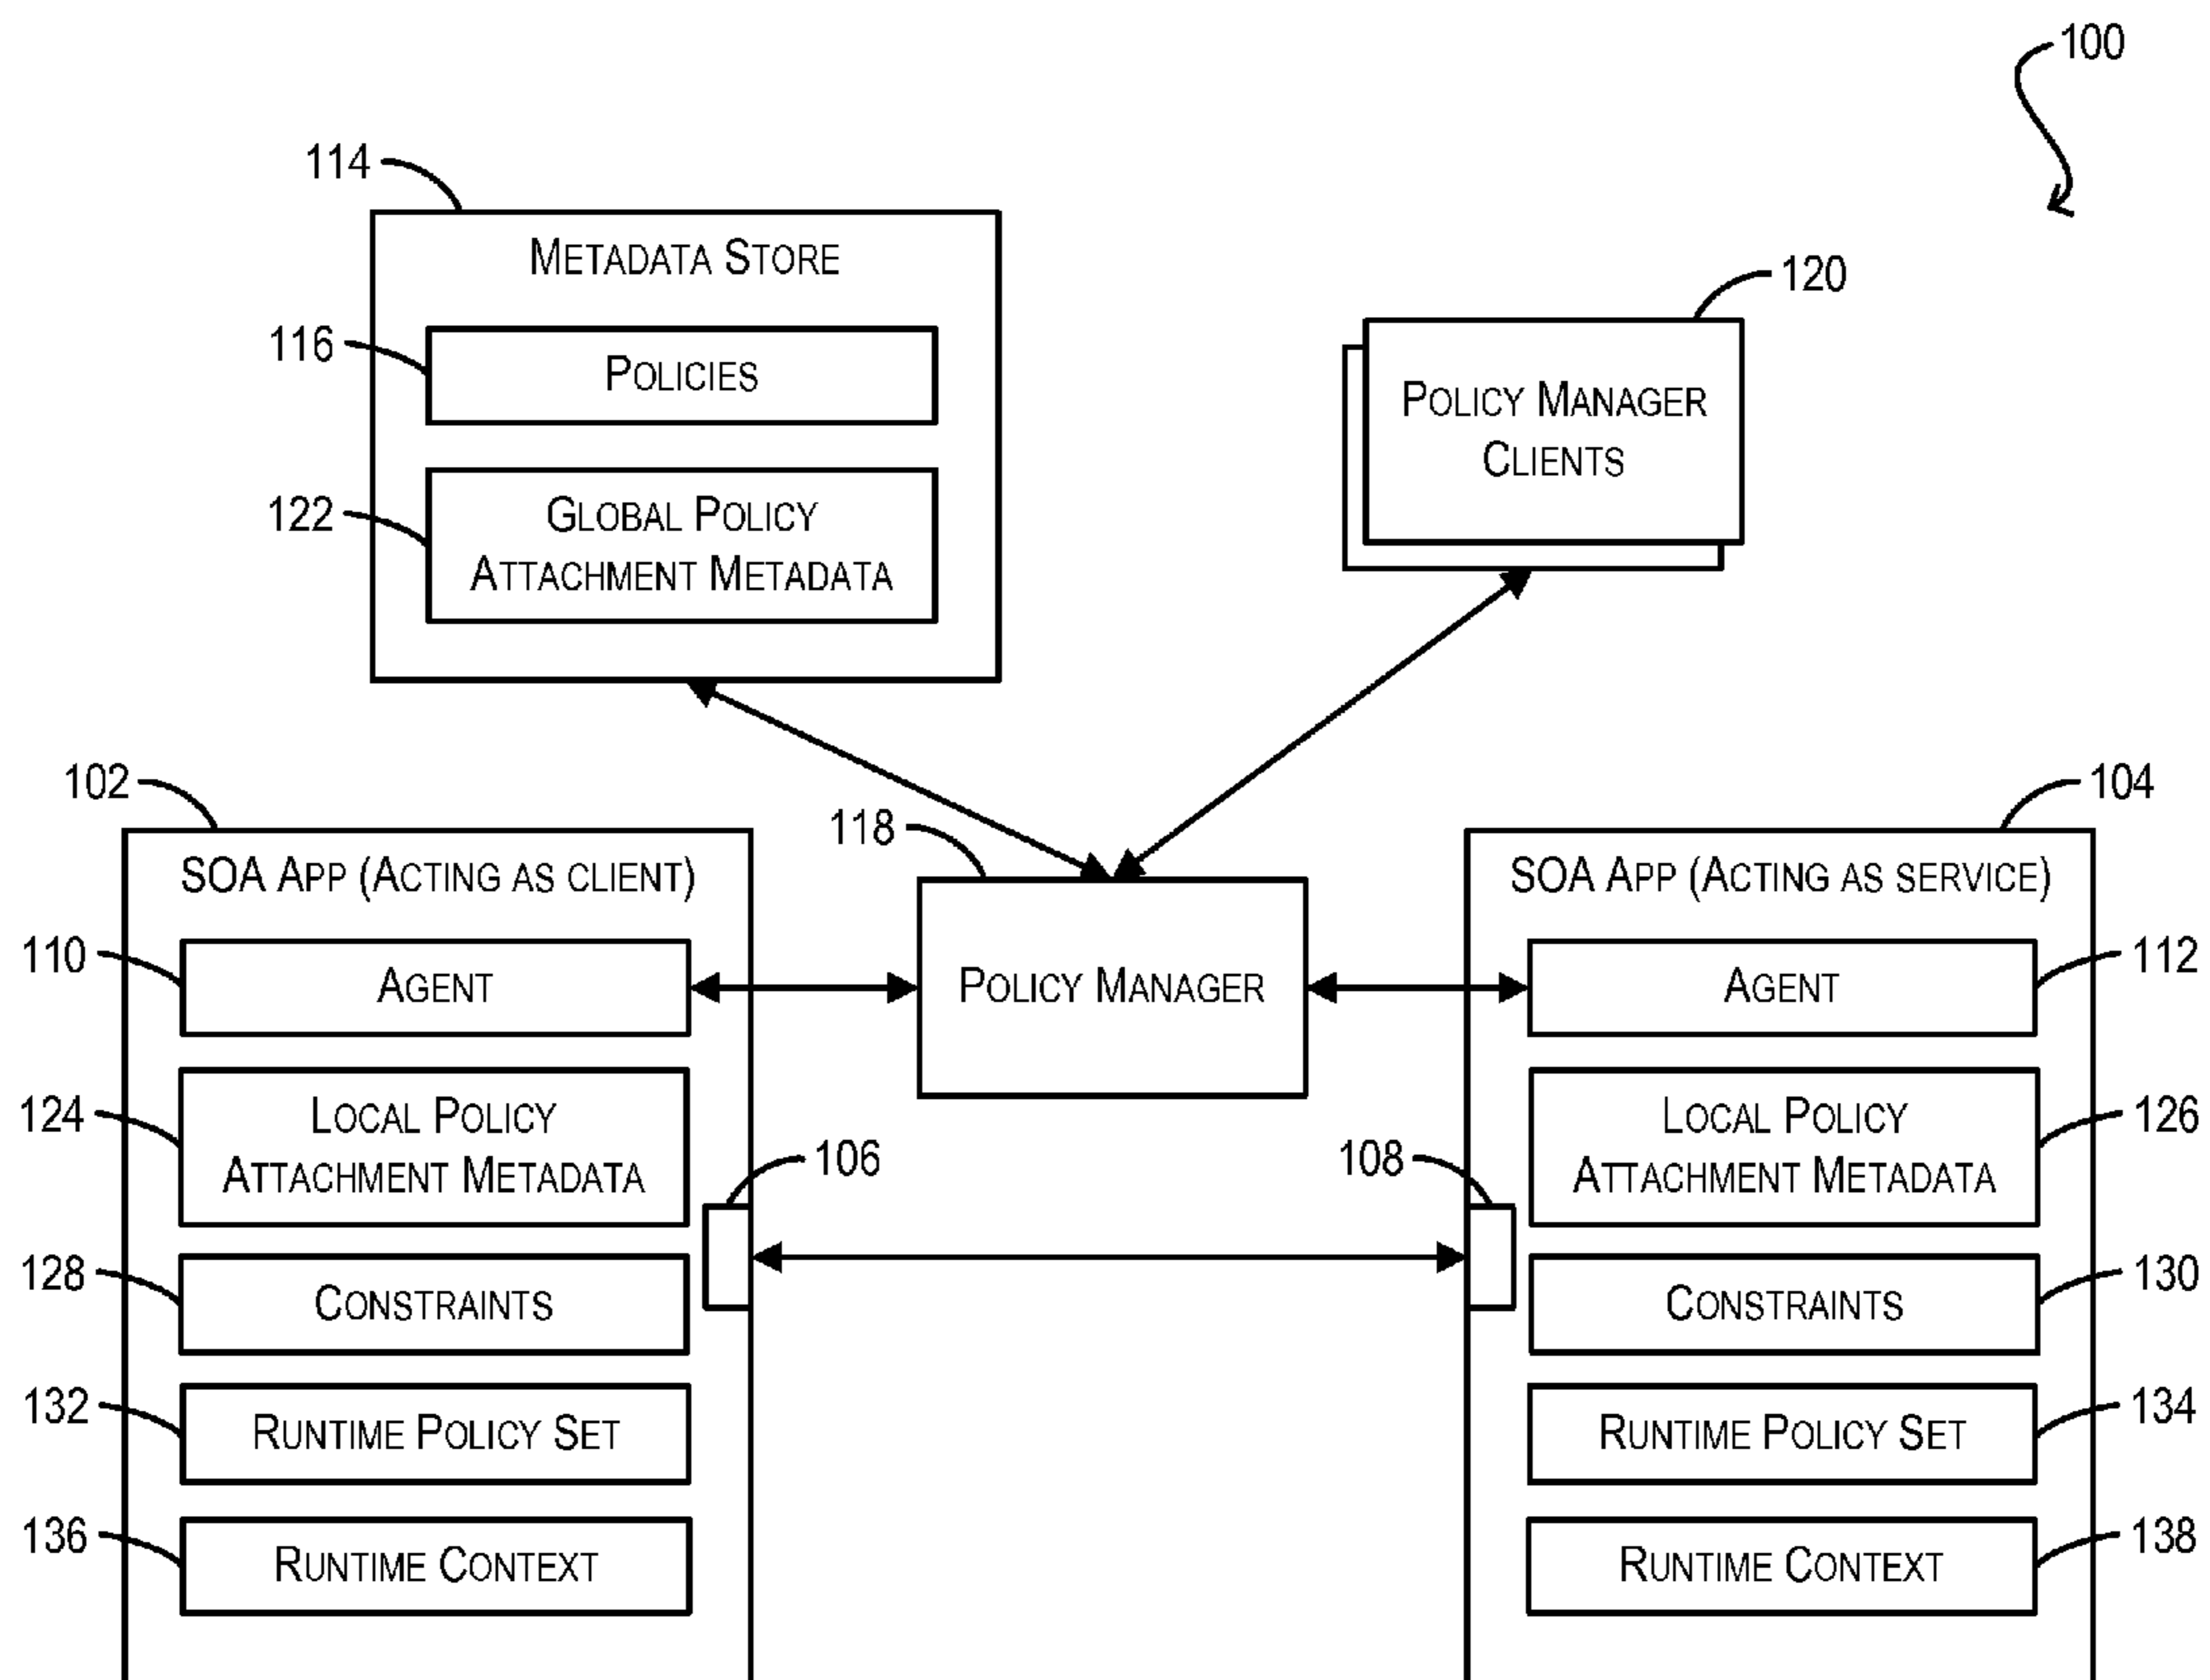 100
114
METADATA STORE
120
116
POLICIES
POLICY MANAGER
CLIENTS
122
GLOBAL POLICY
ATTACHMENT METADATA
102
104
118
SOA APP (ACTING AS CLIENT)
SOA APP (ACTING AS SERVICE)
110
AGENT
POLICY MANAGER
AGENT
112
124
LOCAL POLICY
ATTACHMENT METADATA
106
108
LOCAL POLICY
ATTACHMENT METADATA
126
128
CONSTRAINTS
CONSTRAINTS
130
132
RUNTIME POLICY SET
RUNTIME POLICY SET
134
136
RUNTIME CONTEXT
RUNTIME CONTEXT
138